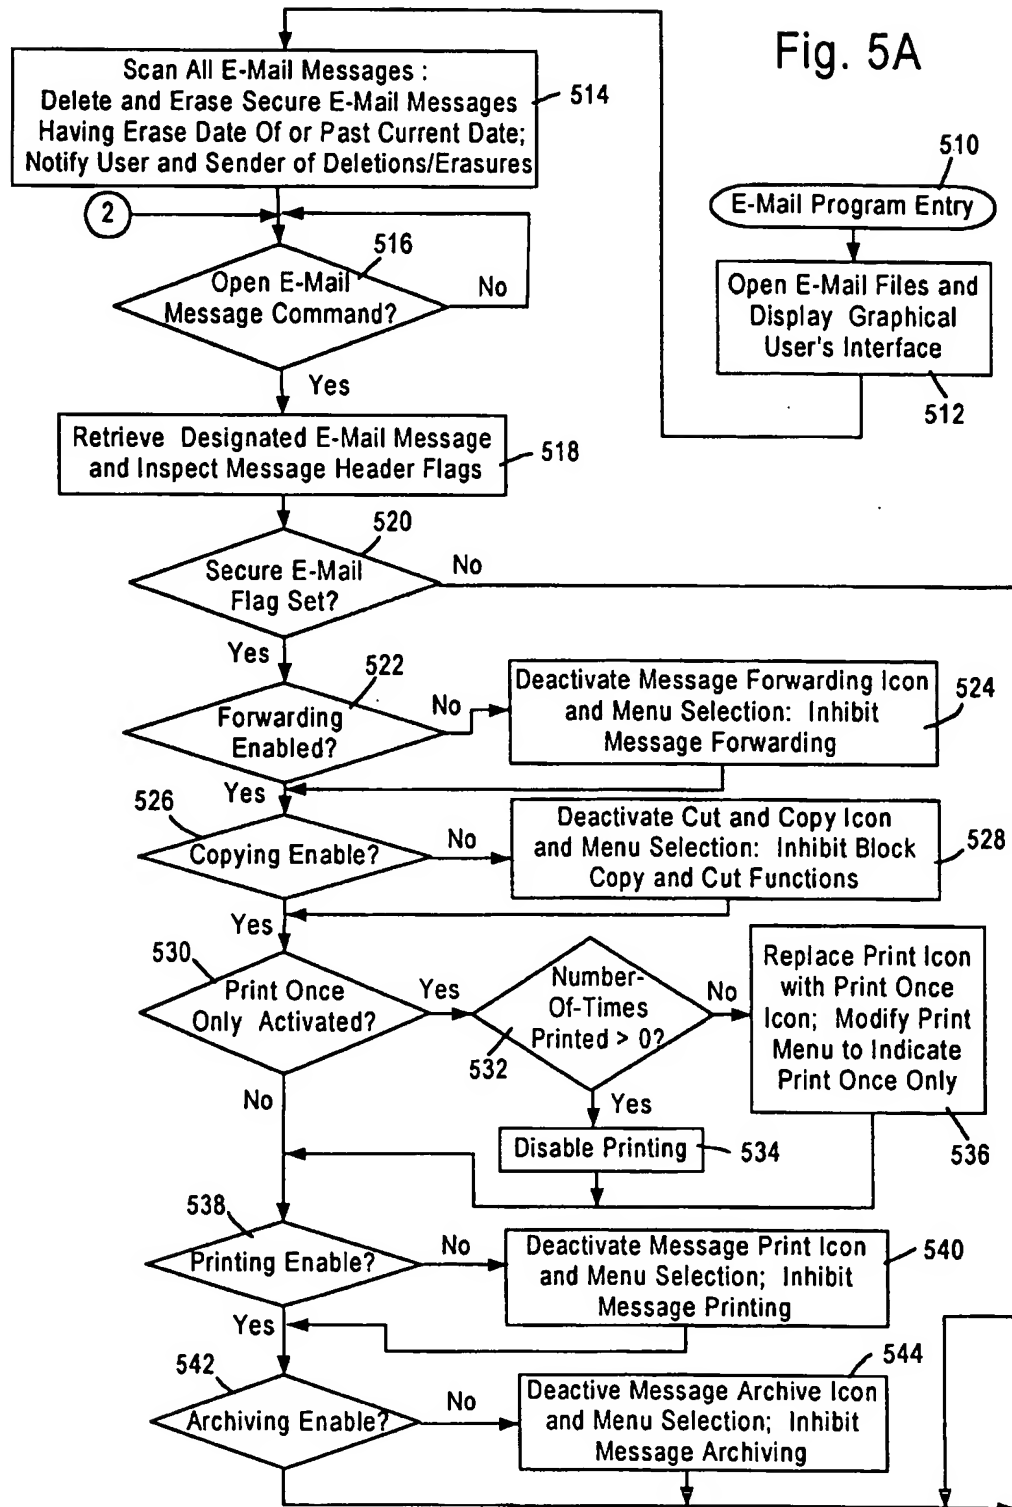 Fig. 5A
510
E-Mail Program Entry
Open E-Mail Files and
Display Graphical
User's Interface
512
Scan All E-Mail Messages :
Delete and Erase Secure E-Mail Messages
Having Erase Date Of or Past Current Date;
Notify User and Sender of Deletions/Erasures
514
2
516
Open E-Mail
Message Command?
No
Yes
Retrieve Designated E-Mail Message
and Inspect Message Header Flags
518
520
Secure E-Mail
Flag Set?
No
Yes
522
Forwarding
Enabled?
No
Deactivate Message Forwarding Icon
and Menu Selection: Inhibit
Message Forwarding
524
Yes
526
Copying Enable?
No
Deactivate Cut and Copy Icon
and Menu Selection: Inhibit Block
Copy and Cut Functions
528
Yes
530
Print Once
Only Activated?
Yes
Number-
Of-Times
Printed > 0?
532
No
Replace Print Icon
with Print Once
Icon; Modify Print
Menu to Indicate
Print Once Only
536
No
Yes
Disable Printing
534
538
Printing Enable?
No
Deactivate Message Print Icon
and Menu Selection; Inhibit
Message Printing
540
Yes
542
Archiving Enable?
No
Deactive Message Archive Icon
and Menu Selection; Inhibit
Message Archiving
544